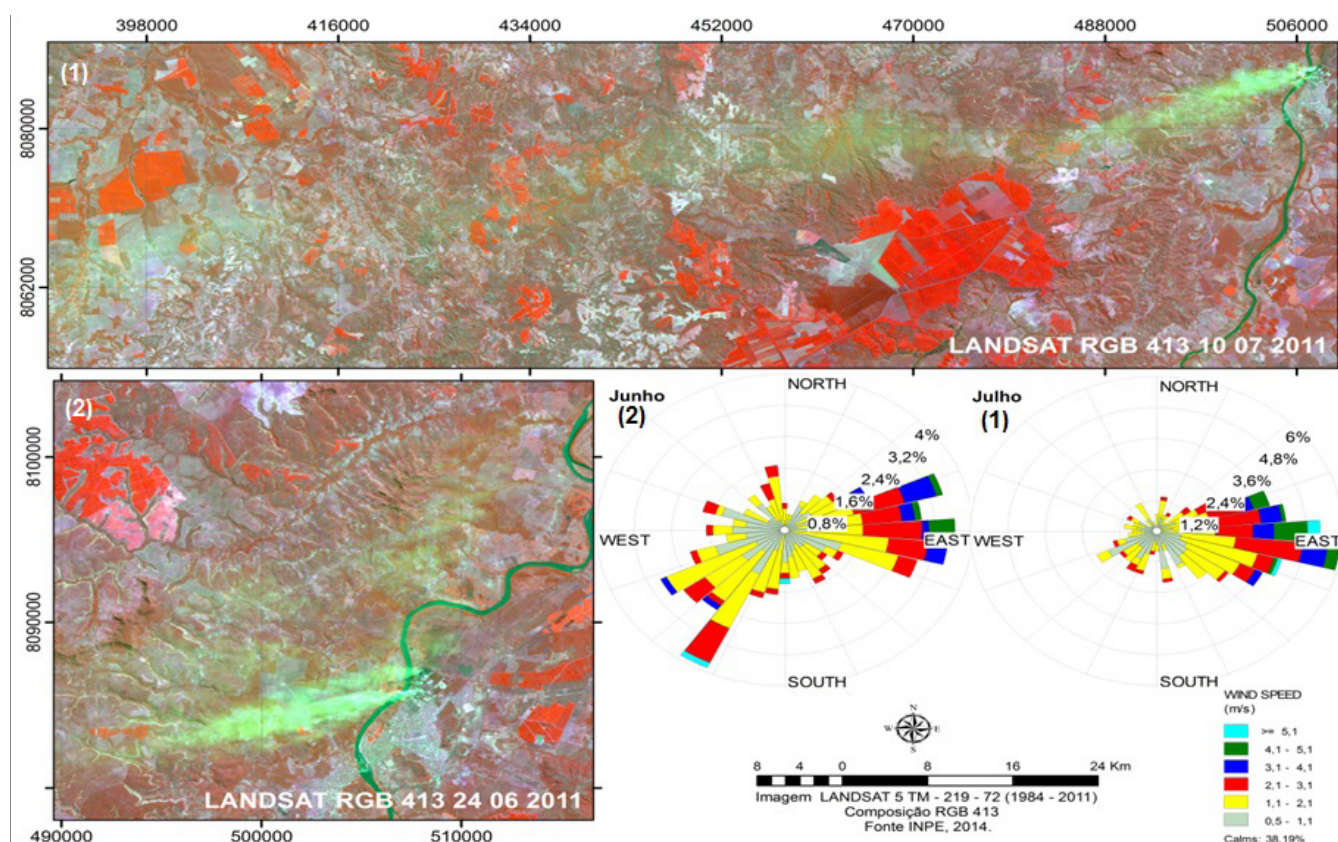 398000 416000 434000 452000 4700000 488000 506000
(1)
8080000
8062000
LANDSAT RGB 413 10 07 2011
(2)
8100000
8090000
LANDSAT RGB 413 24 06 2011
490000 500000 510000
Junho
(2)
NORTH
4%
3,2%
2,4%
1,6%
0,8%
WEST
EAST
SOUTH
Julho
(1)
NORTH
6%
4,8%
3,6%
2,4%
1,2%
WEST
EAST
SOUTH
N
W E
S
8 4 0 8 16 24 Km
Imagem LANDSAT 5 TM - 219 - 72 (1984 - 2011)
Composição RGB 413
Fonte INPE, 2014.
WIND SPEED
(m/s)
>= 5,1
4,1 - 5,1
3,1 - 4,1
2,1 - 3,1
1,1 - 2,1
0,5 - 1,1
Calms: 38,19%